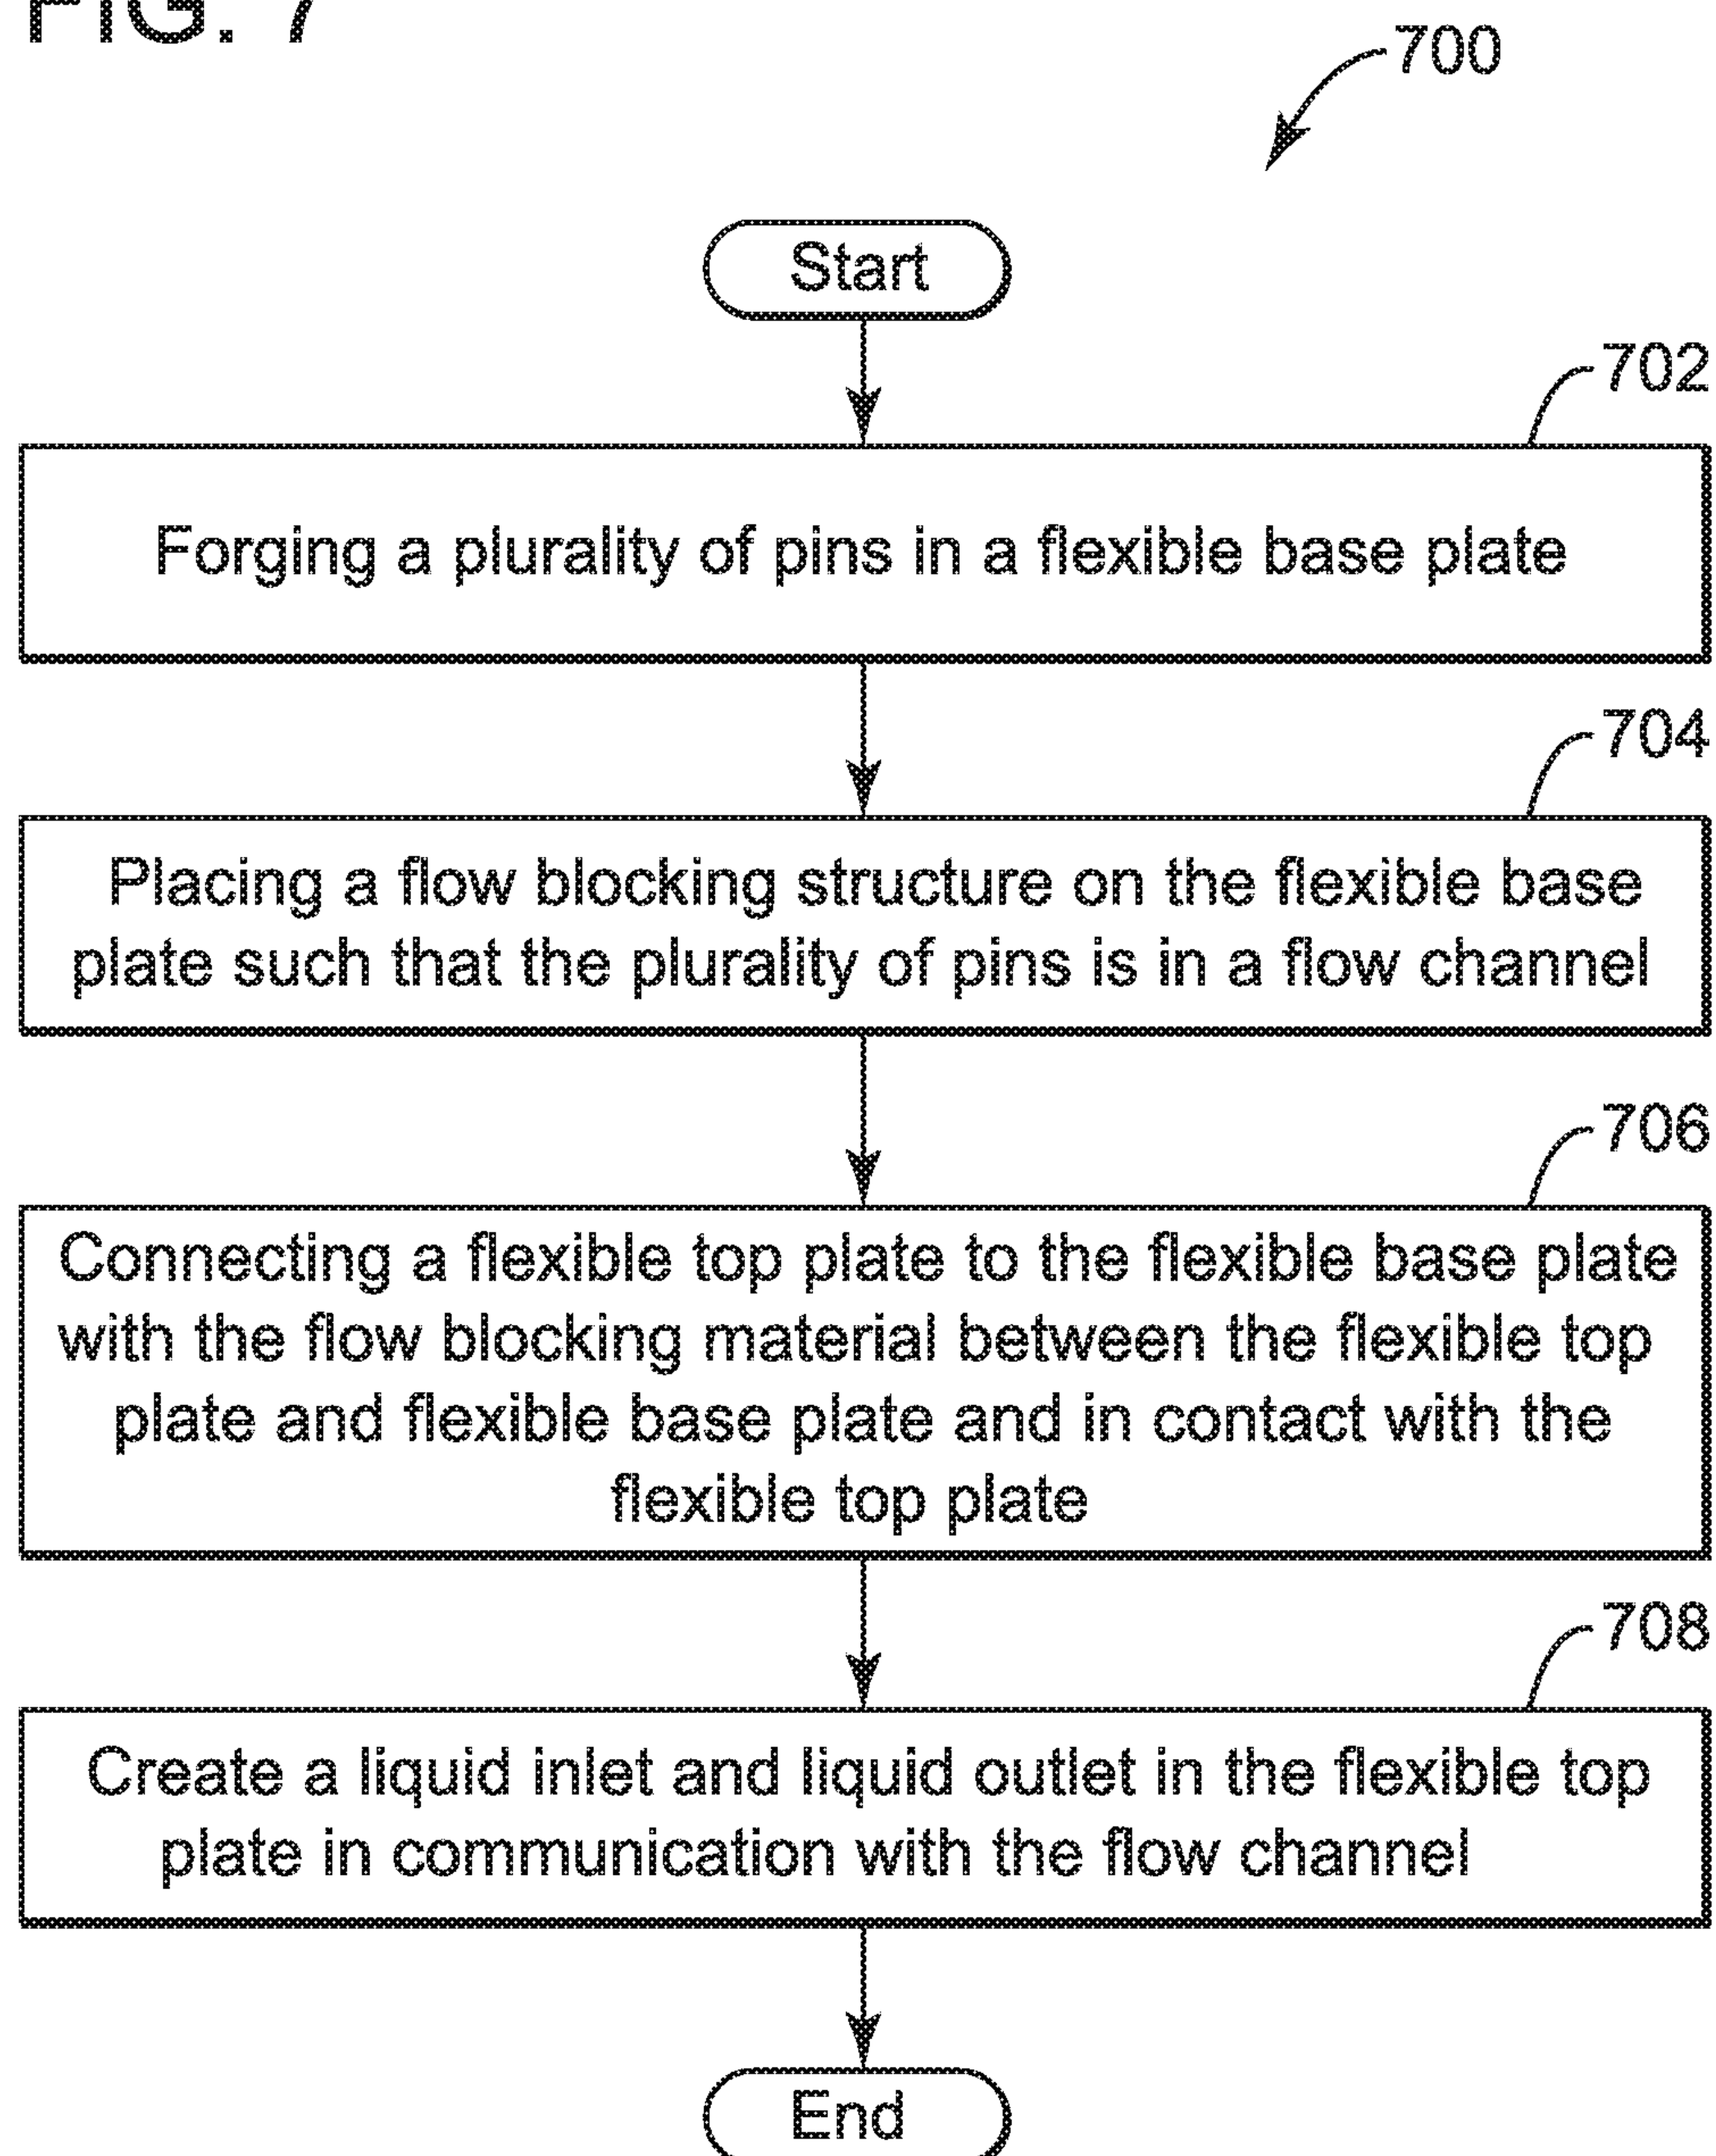 FIG. 7
700
Start
702
Forging a plurality of pins in a flexible base plate
704
Placing a flow blocking structure on the flexible base
plate such that the plurality of pins is in a flow channel
706
Connecting a flexible top plate to the flexible base plate
with the flow blocking material between the flexible top
plate and flexible base plate and in contact with the
flexible top plate
708
Create a liquid inlet and liquid outlet in the flexible top
plate in communication with the flow channel
End